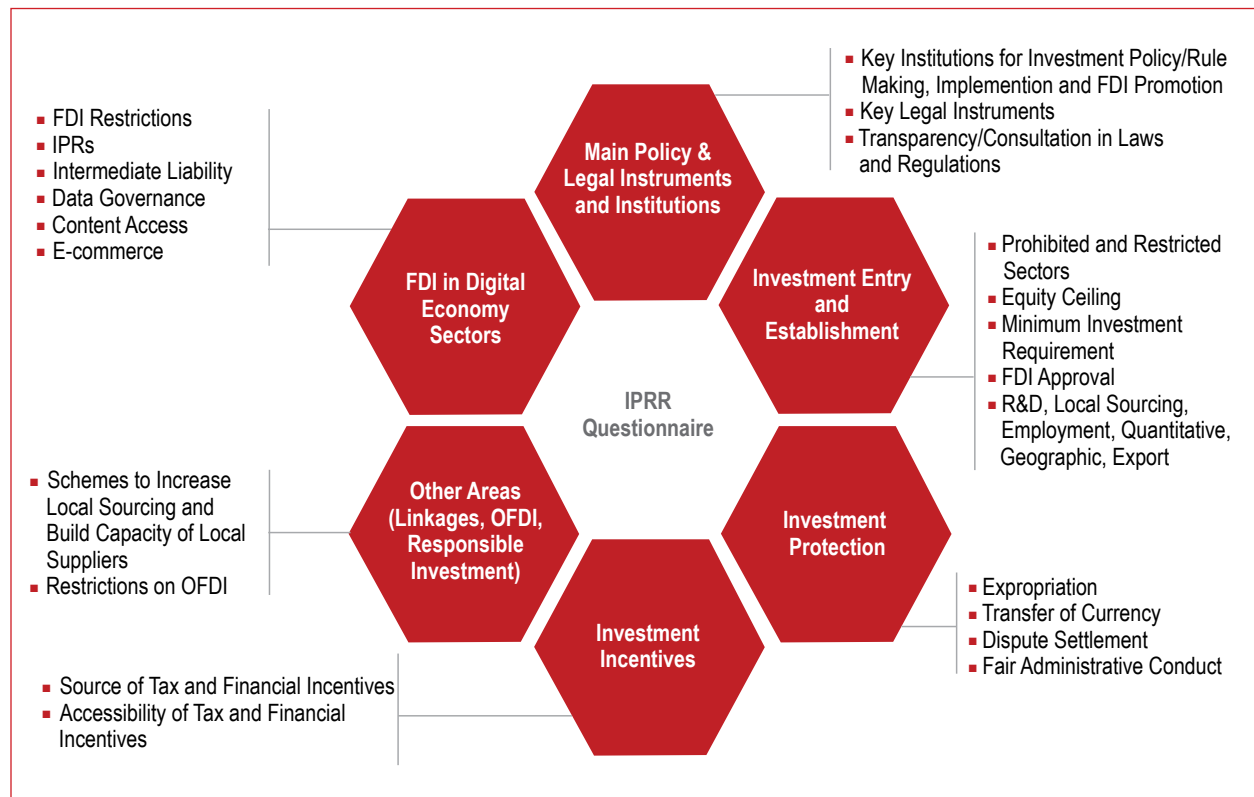 ■ Key Institutions for Investment Policy/Rule
Making, Implemention and FDI Promotion
■ Key Legal Instruments
■ Transparency/Consultation in Laws
and Regulations
■ FDI Restrictions
■ IPRs
■ Intermediate Liability
■ Data Governance
■ Content Access
■ E-commerce
Main Policy &
Legal Instruments
and Institutions
FDI in Digital
Economy
Sectors
Investment Entry
and
Establishment
■ Prohibited and Restricted
Sectors
■ Equity Ceiling
■ Minimum Investment
Requirement
■ FDI Approval
■ R&D, Local Sourcing,
Employment, Quantitative,
Geographic, Export
IPRR
Questionnaire
■ Schemes to Increase
Local Sourcing and
Build Capacity of Local
Suppliers
■ Restrictions on OFDI
Other Areas
(Linkages, OFDI,
Responsible
Investment)
Investment
Protection
■ Expropriation
■ Transfer of Currency
■ Dispute Settlement
■ Fair Administrative Conduct
Investment
Incentives
■ Source of Tax and Financial Incentives
■ Accessibility of Tax and Financial
Incentives